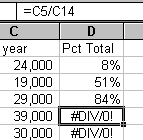 =C5/C14
C D
year Pct Total
24,000 8%
19,000 51%
29,000 84%
39,000 #DIV/0!
30,000 #DIV/0!